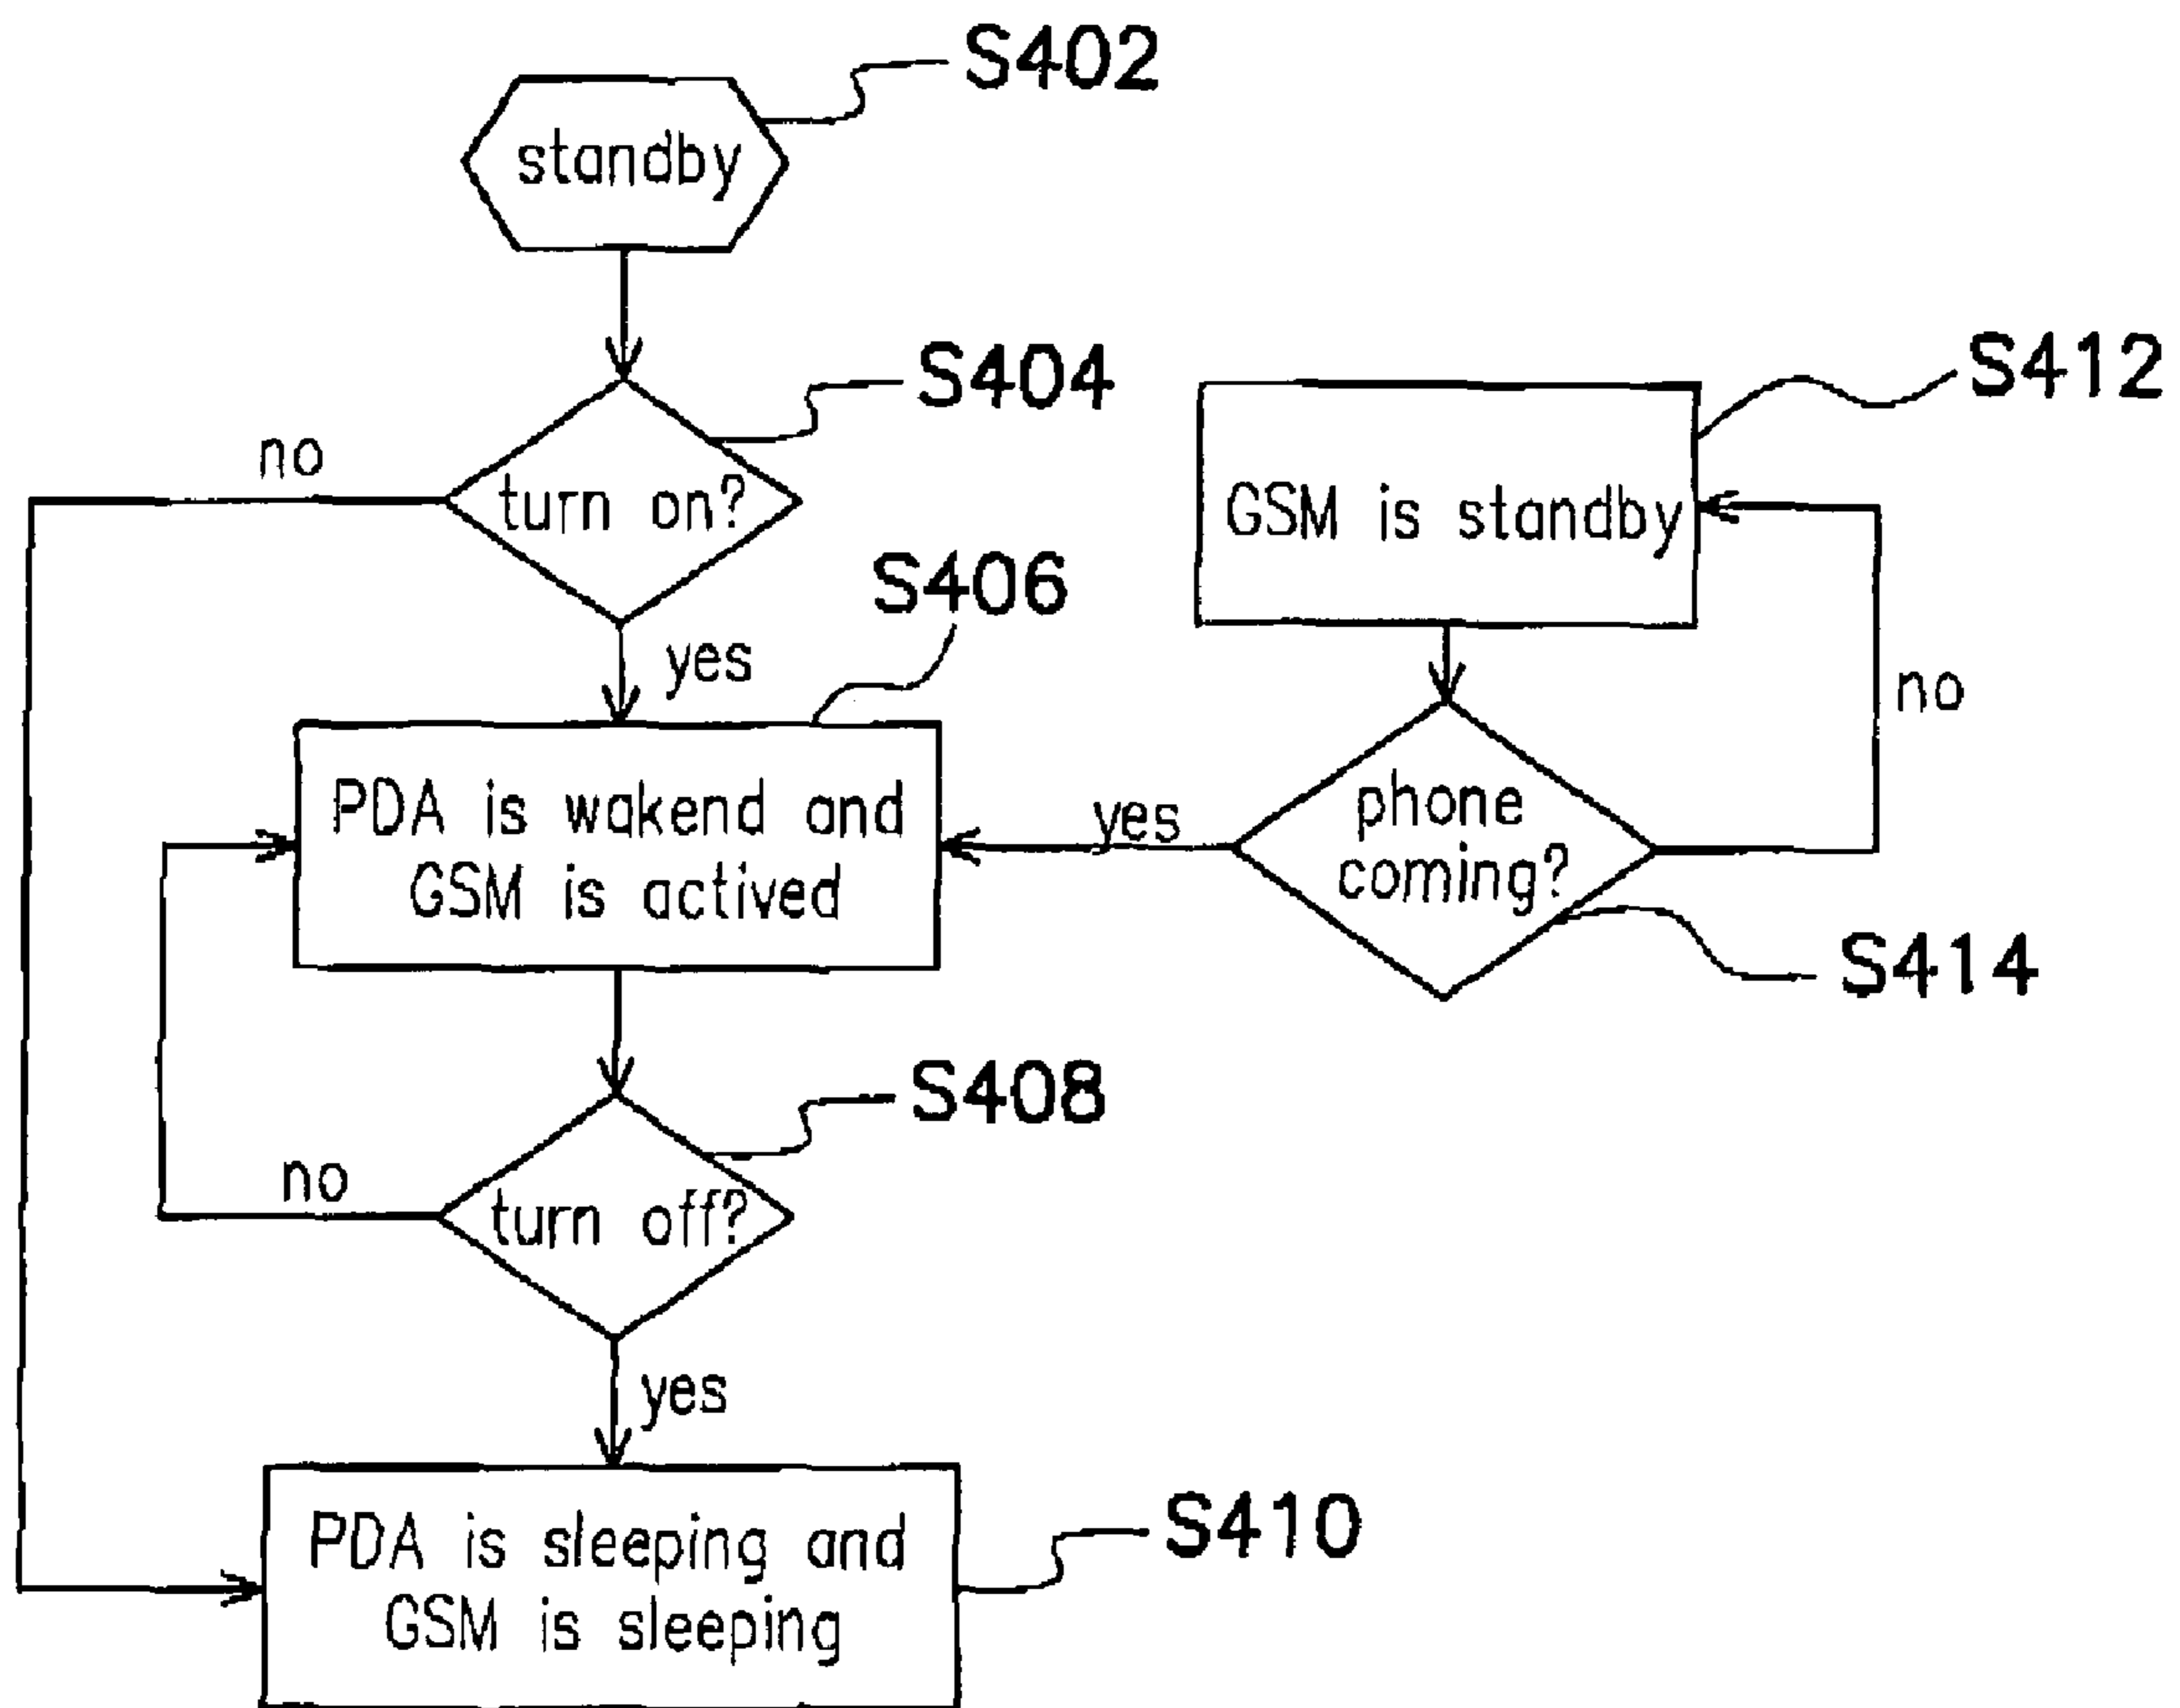 S402
standby
S404
no
turn on?
yes
S406
PDA is wakend and
GSM is actived
S408
no
turn off?
yes
PDA is sleeping and
GSM is sleeping
S410
S412
GSM is standby
no
phone
coming?
yes
S414